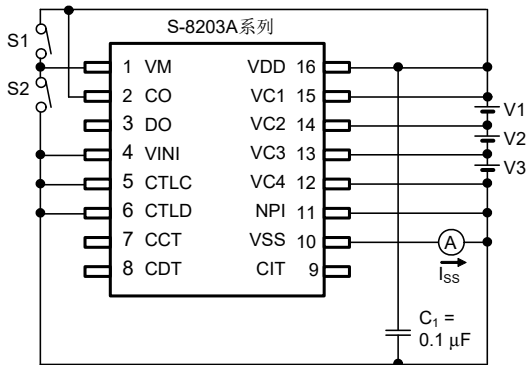 S-8203A系列
S1
S2
1 VM
2 CO
3 DO
4 VINI
5 CTLC
6 CTLD
7 CCT
8 CDT
VDD 16
VC1 15
VC2 14
VC3 13
VC4 12
NPI 11
VSS 10
CIT 9
V1
V2
V3
A
ISS
C1 =
0.1 μF